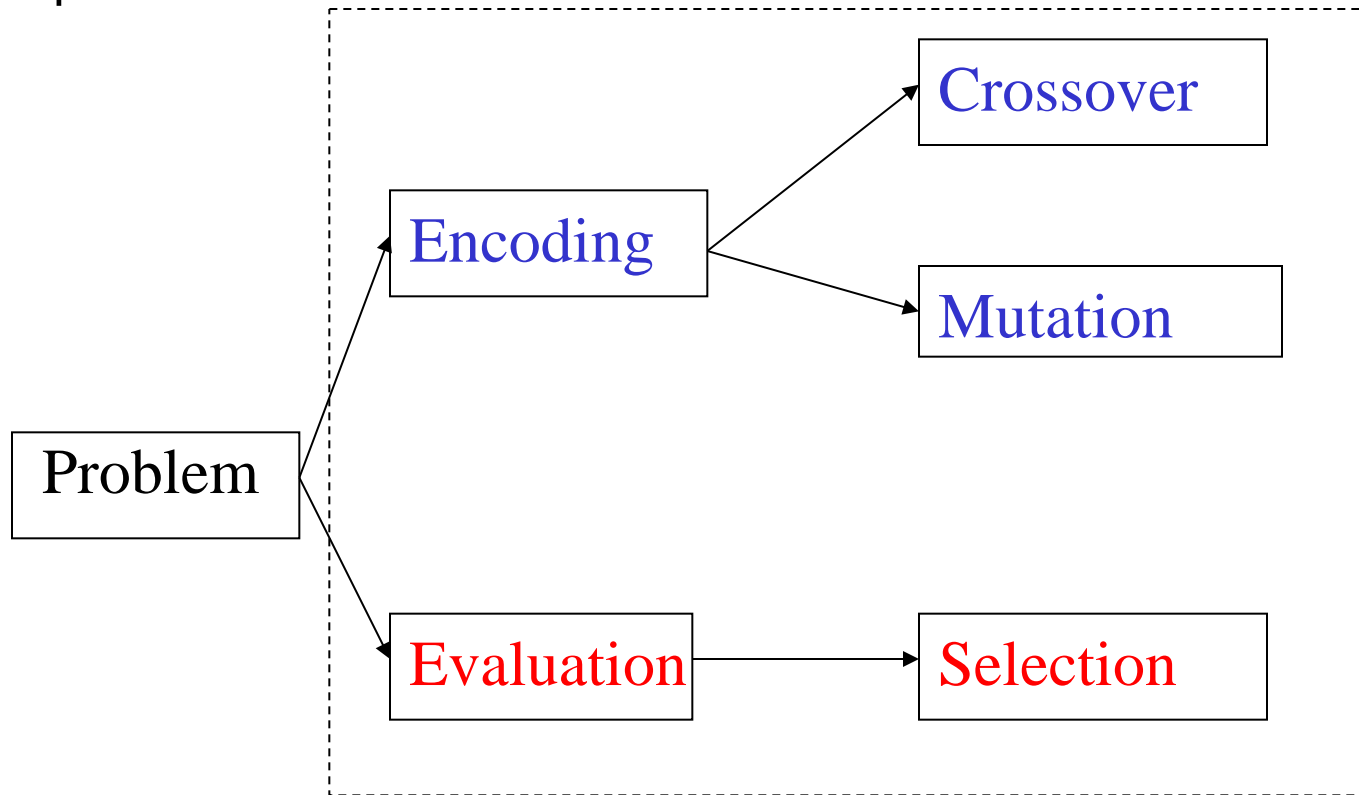 Crossover
Encoding
Mutation
Problem
Evaluation
Selection